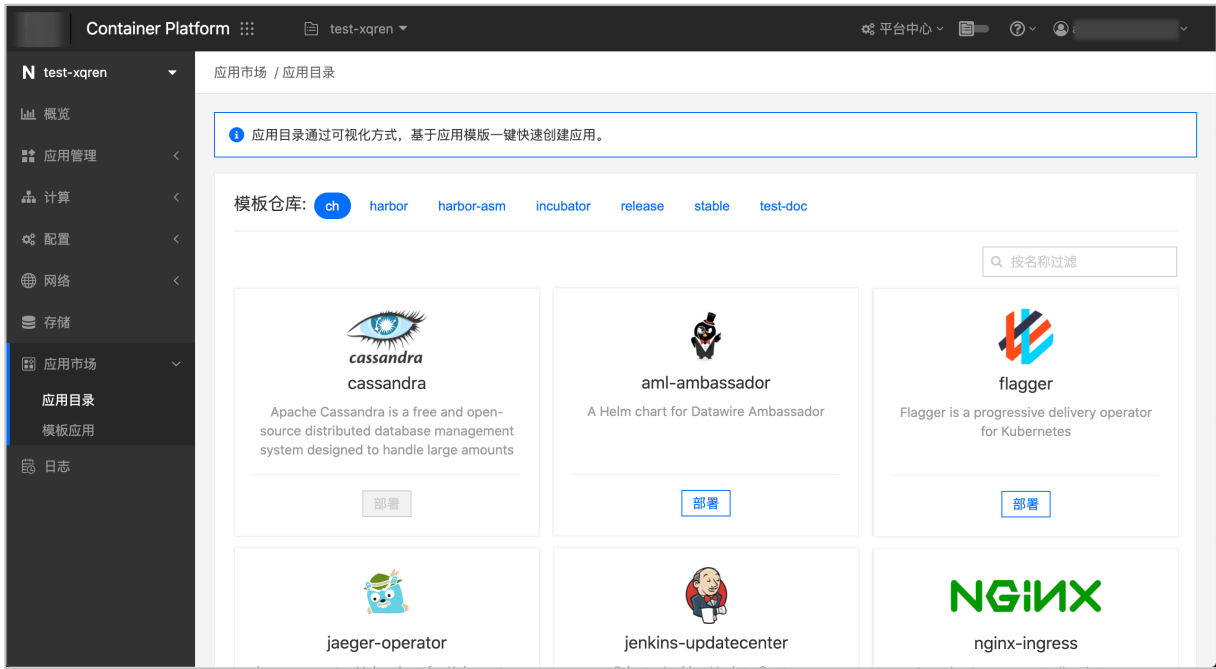 Container Platform
test-xqren
平台中心
N test-xqren
应用市场 / 应用目录
概览
应用管理
计算
配置
网络
存储
应用市场
应用目录
模板应用
日志
应用目录通过可视化方式，基于应用模版一键快速创建应用。
模板仓库: ch harbor harbor-asm incubator release stable test-doc
按名称过滤
cassandra
cassandra
Apache Cassandra is a free and open-
source distributed database management
system designed to handle large amounts
部署
aml-ambassador
A Helm chart for Datawire Ambassador
部署
flagger
Flagger is a progressive delivery operator
for Kubernetes
部署
jaeger-operator
jenkins-updatecenter
NGINX
nginx-ingress